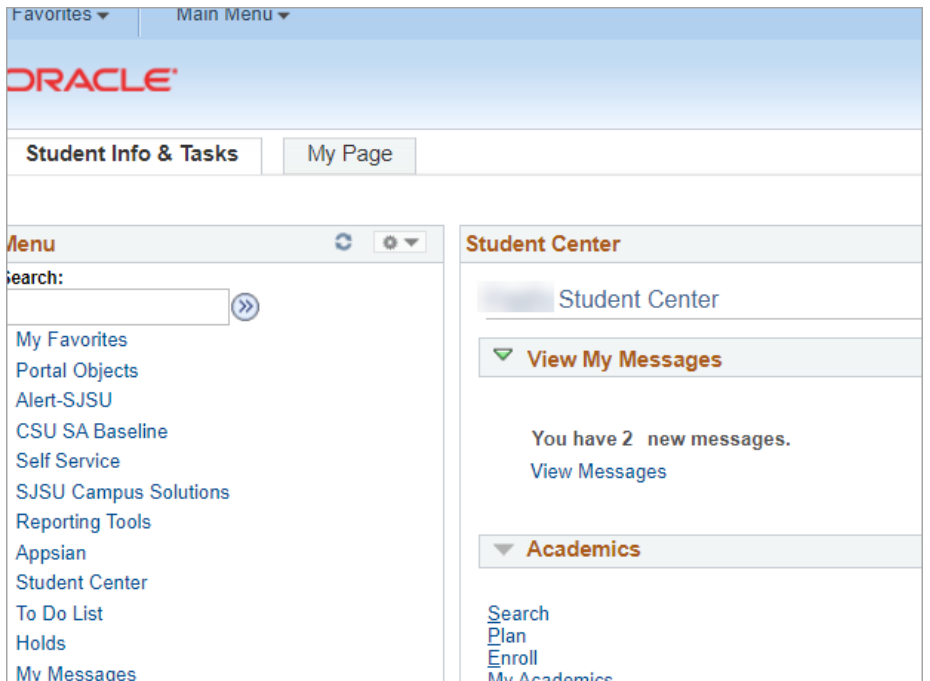 Favorites Main Menu
ORACLE
Student Info & Tasks My Page
Menu
Search:
My Favorites
Portal Objects
Alert-SJSU
CSU SA Baseline
Self Service
SJSU Campus Solutions
Reporting Tools
Appsian
Student Center
To Do List
Holds
My Messages
Student Center
Student Center
View My Messages
You have 2 new messages.
View Messages
Academics
Search
Plan
Enroll
My Academics